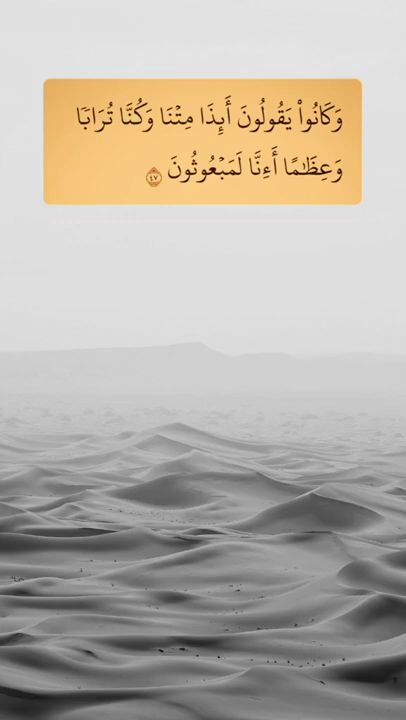 وَكَانُوا۟ يَقُولُونَ أَئِذَا مِتْنَا وَكُنَّا تُرَابًا
وَعِظَـٰمًا أَءِنَّا لَمَبْعُوثُونَ ٤٧